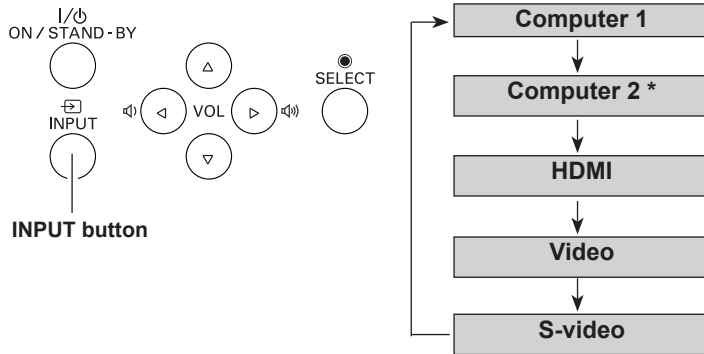 I/⏻
ON / STAND - BY
INPUT
VOL
SELECT
INPUT button
Computer 1
Computer 2 *
HDMI
Video
S-video